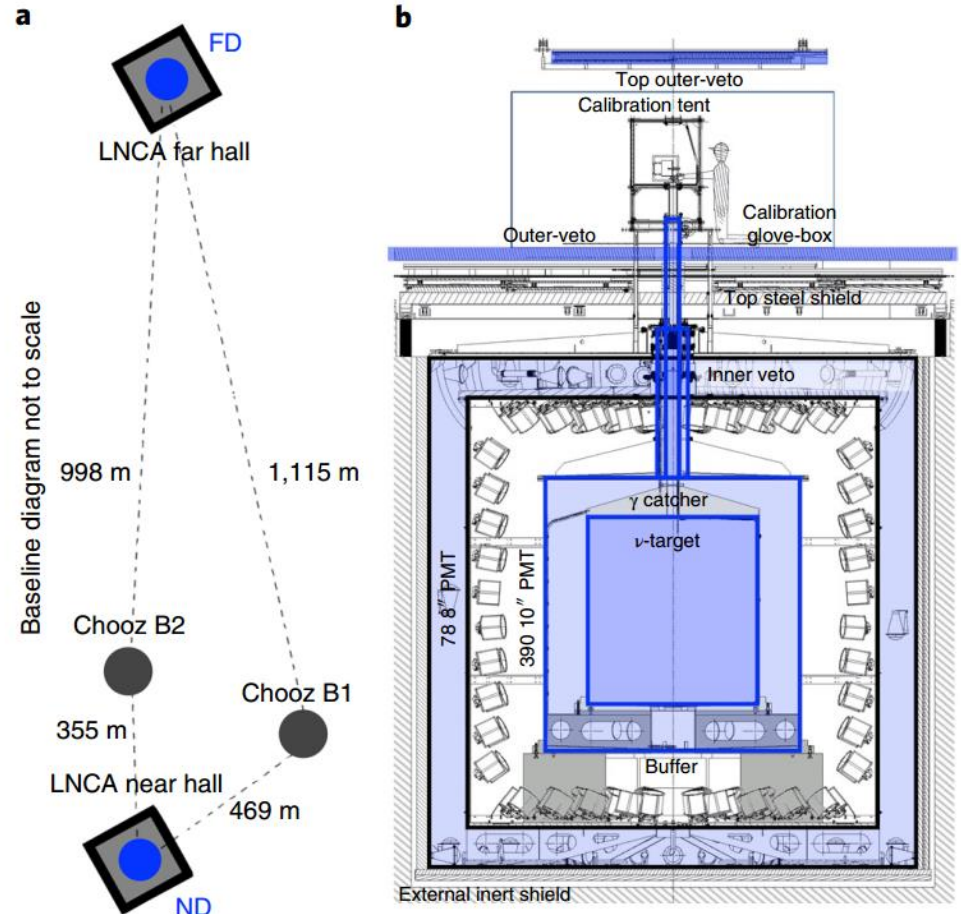 a
FD
LNCA far hall
998 m
1,115 m
Baseline diagram not to scale
Chooz B2
Chooz B1
355 m
LNCA near hall
469 m
ND
b
Top outer-veto
Calibration tent
Calibration
glove-box
Outer-veto
Top steel shield
Inner veto
γ catcher
ν-target
78 8″ PMT
390 10″ PMT
Buffer
External inert shield